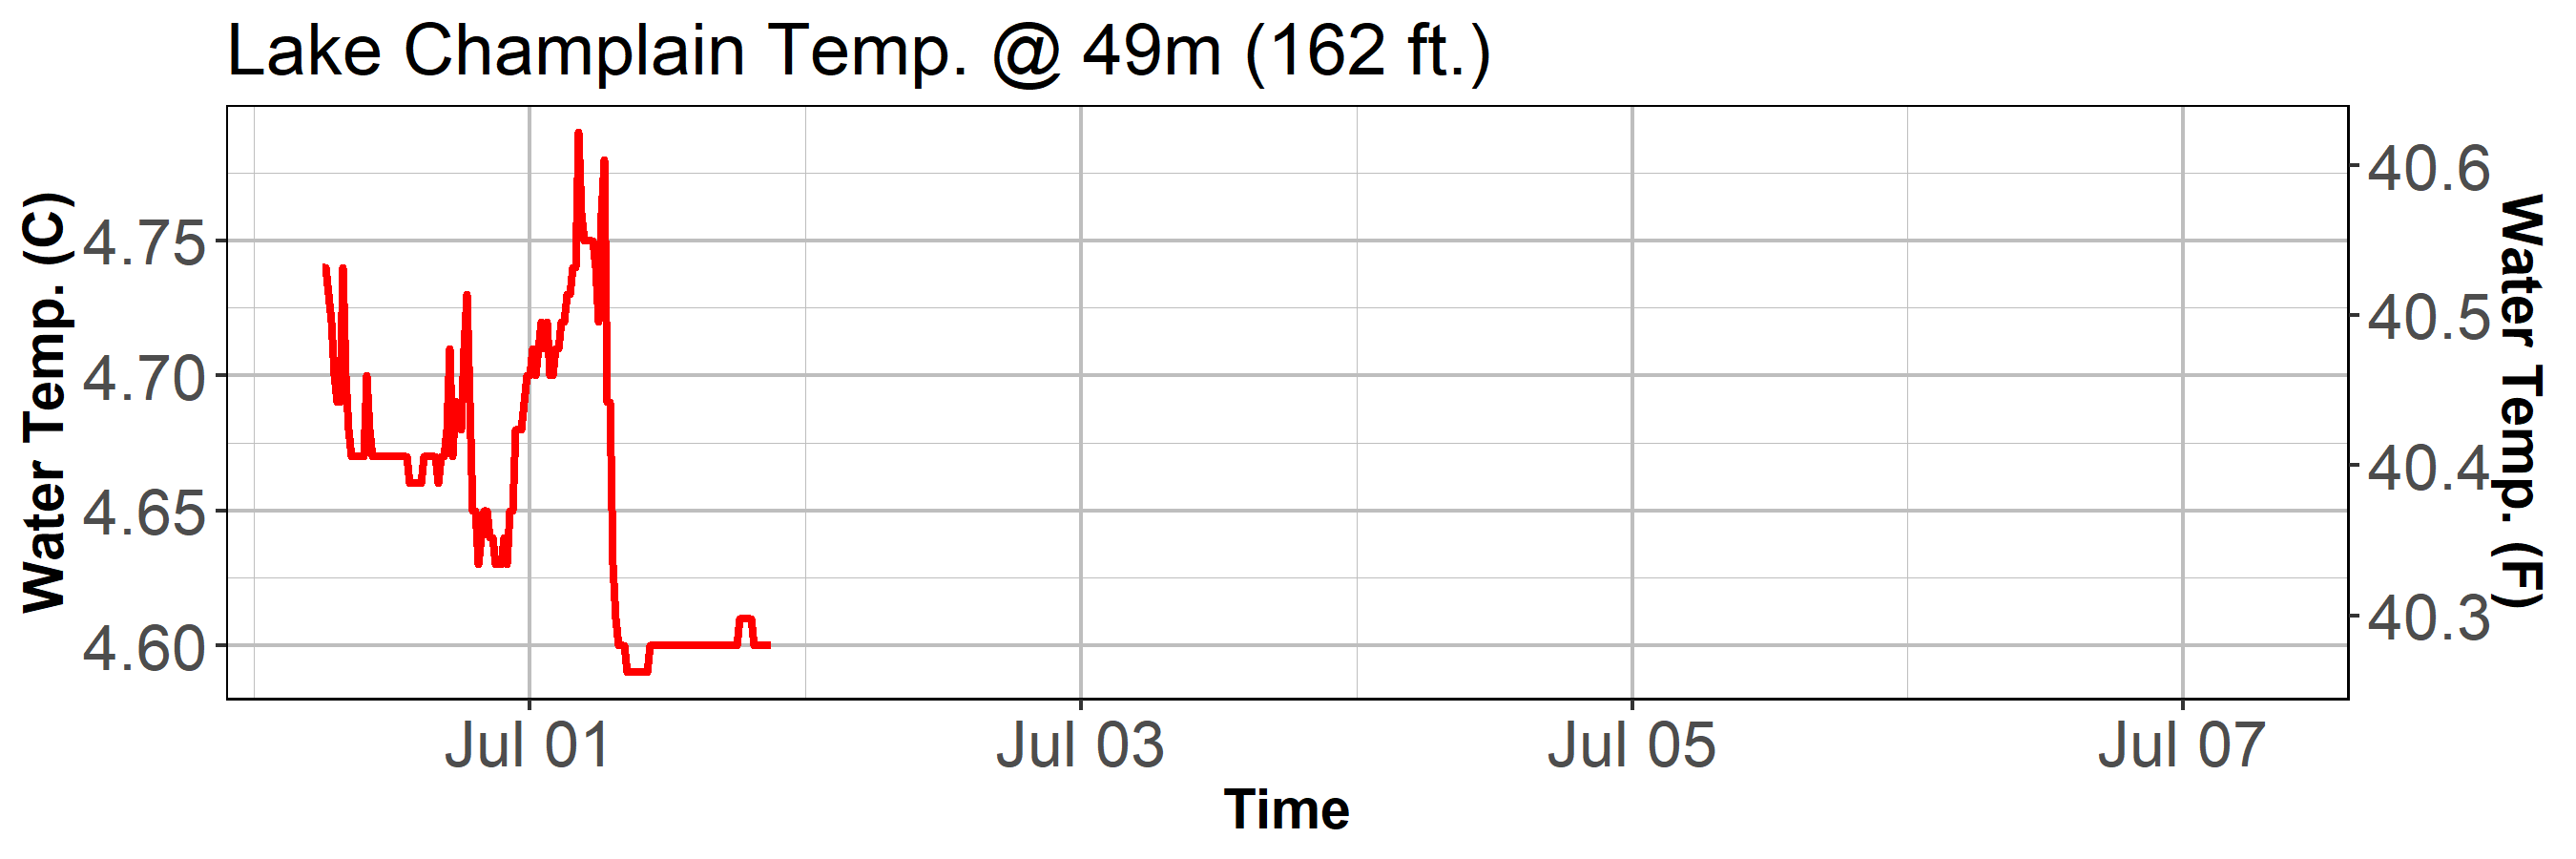 Lake Champlain Temp. @ 49m (162 ft.)
Water Temp. (C)
4.75
4.70
4.65
4.60
40.6
40.5
40.4
40.3
Water Temp. (F)
Jul 01 Jul 03 Jul 05 Jul 07
Time